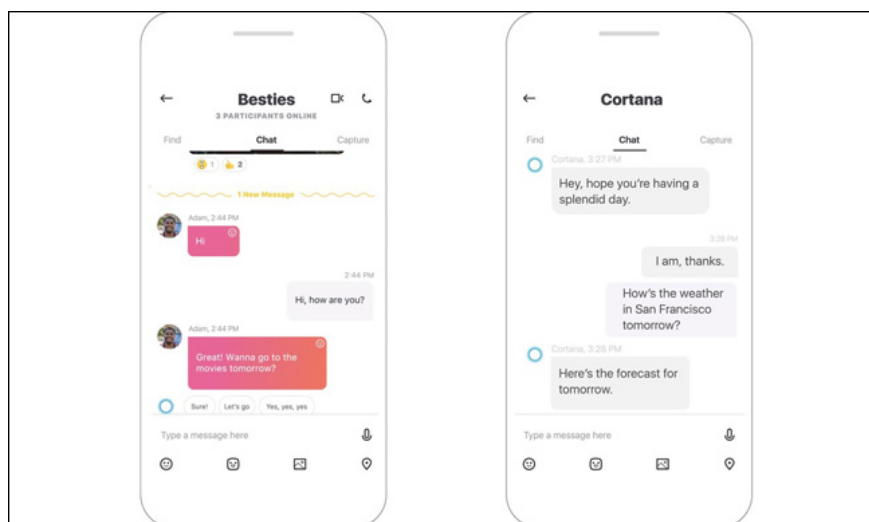 Besties
3 PARTICIPANTS ONLINE
Find Chat Capture
1 2
1 New Message
Adam, 2:44 PM
Hi
2:44 PM
Hi, how are you?
Adam, 2:44 PM
Great! Wanna go to the
movies tomorrow?
Sure! Let's go Yes, yes, yes
Type a message here
Cortana
Find Chat Capture
Cortana, 3:27 PM
Hey, hope you're having a
splendid day.
3:28 PM
I am, thanks.
How's the weather
in San Francisco
tomorrow?
Cortana, 3:28 PM
Here's the forecast for
tomorrow.
Type a message here